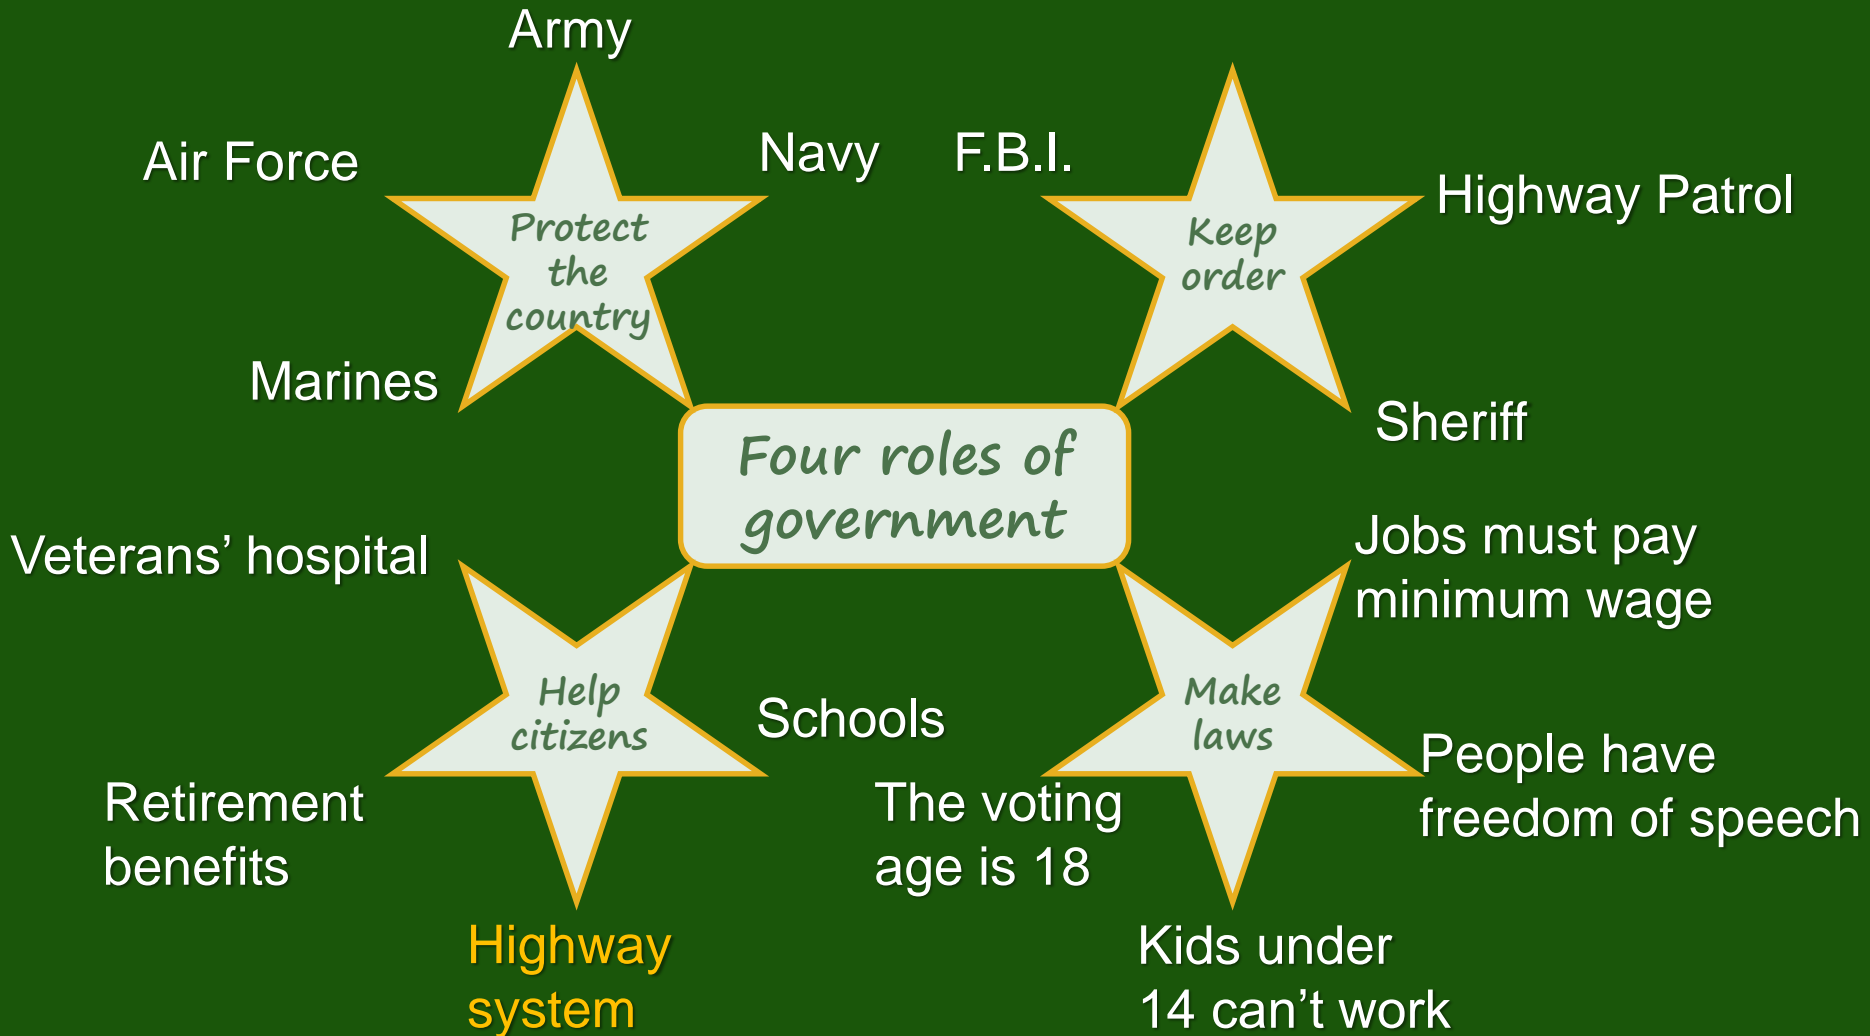 Army
Air Force
Navy
Protect
the
country
Marines
F.B.I.
Highway Patrol
Keep
order
Sheriff
Four roles of
government
Veterans’ hospital
Help
citizens
Schools
Retirement
benefits
Highway
system
Jobs must pay
minimum wage
Make
laws
People have
freedom of speech
The voting
age is 18
Kids under
14 can’t work